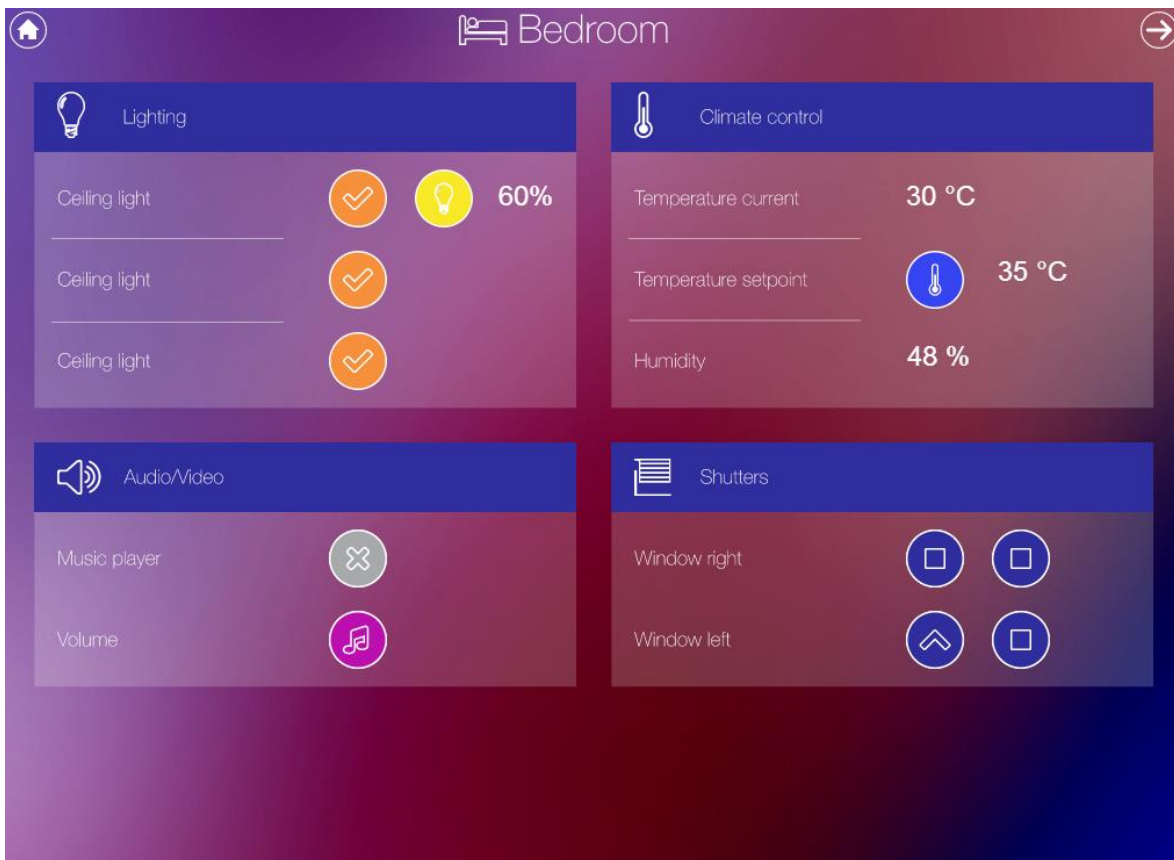 Bedroom
Lighting
Ceiling light 60%
Ceiling light
Ceiling light
Climate control
Temperature current 30 °C
Temperature setpoint 35 °C
Humidity 48 %
Audio/Video
Music player
Volume
Shutters
Window right
Window left